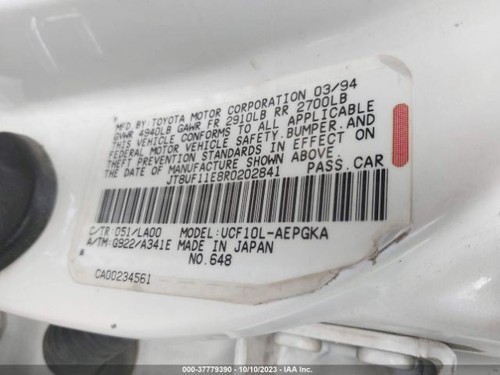 MFD BY: TOYOTA MOTOR CORPORATION 03/94
GVWR 4940LB GAWR FR 2910LB RR 2700LB
THIS VEHICLE CONFORMS TO ALL APPLICABLE
FEDERAL MOTOR VEHICLE SAFETY, BUMPER, AND
THEFT PREVENTION STANDARDS IN EFFECT ON
DATE OF MANUFACTURE SHOWN ABOVE.
JT8UF11E8R0202841 PASS.CAR
C/TR 051/LA00 MODEL:UCF10L-AEPGKA
A/TM:G922/A341E MADE IN JAPAN
NO.648
CA00234561
000-37779390 - 10/10/2023 - IAA Inc.